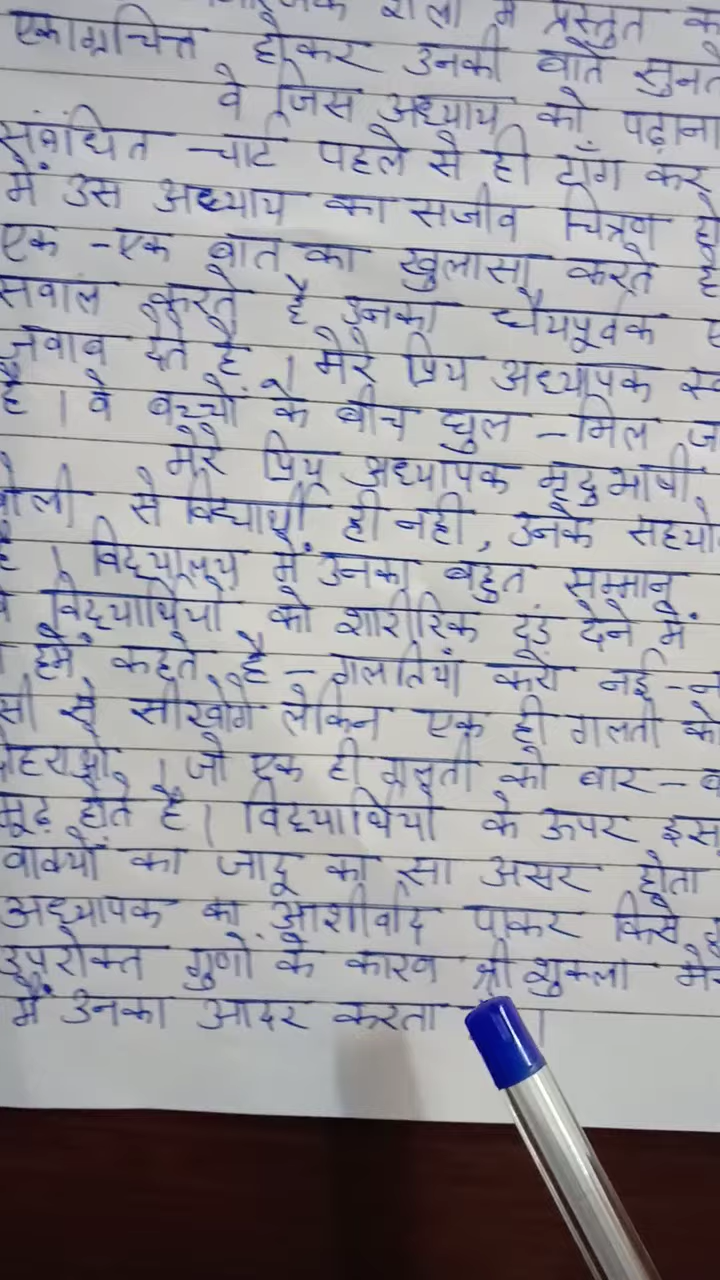 शैली में प्रस्तुत
एकाग्रचित्त होकर उनकी बातें सुनते
वे जिस अध्याय को पढ़ाना
संबंधित चार्ट पहले से ही टाँग कर
में उस अध्याय का सजीव चित्रण हो
एक -एक बात का खुलासा करते है
सवाल करते है उनका धैर्यपूर्वक
जवाब देते है । मेरे प्रिय अध्यापक
है । वे बच्चों के बीच घुल -मिल
मेरे प्रिय अध्यापक मृदुभाषी
से विद्यार्थी ही नही , उनके
है । विद्यालय में उनका बहुत सम्मान
विद्यार्थियों को शारीरिक दंड देने में
हमें कहते है - गलतियां करो नई -न
सी से सीखोगे लेकिन एक ही गलती को
दोहराओ । जो एक ही गलती को बार - ब
मूढ़ होते है । विद्यार्थियों के ऊपर इस
वाक्यों का जादू का सा असर होता
अध्यापक का आशीर्वाद पाकर किसे
उपरोक्त गुणों के कारण श्री शुक्ला मे
में उनका आदर करता ।